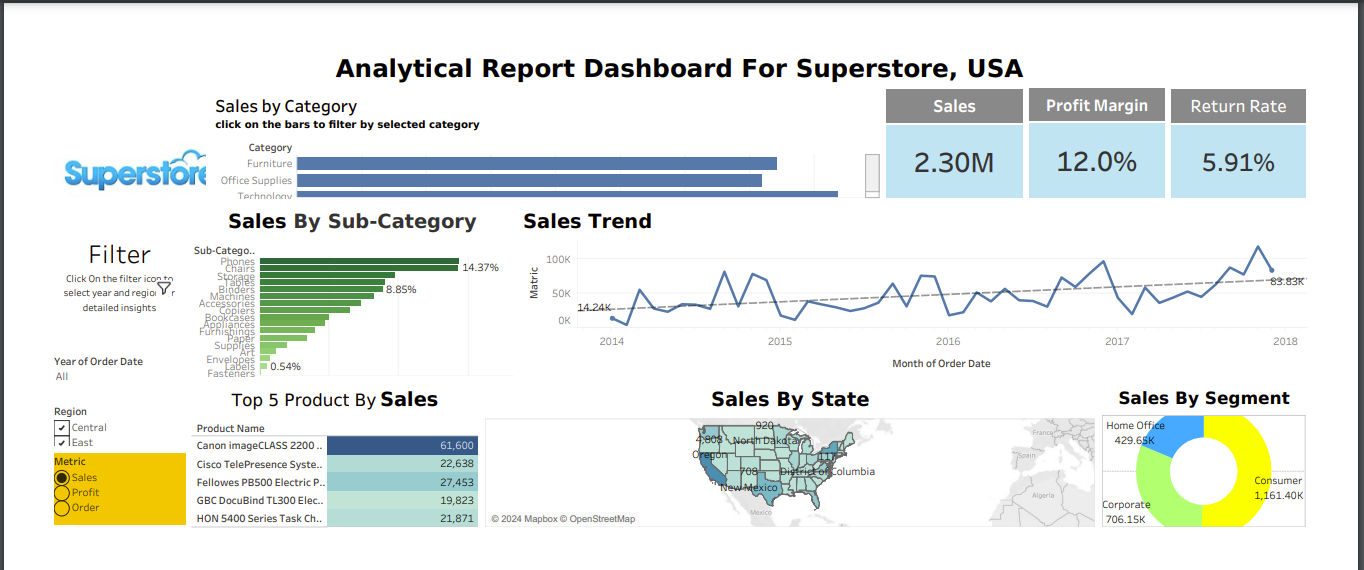 Analytical Report Dashboard For Superstore, USA
Sales by Category
click on the bars to filter by selected category
Category
Furniture
Office Supplies
Technology
Sales
2.30M
Profit Margin
12.0%
Return Rate
5.91%
Superstore
Filter
Click On the filter icon to
select year and region
detailed insights
Year of Order Date
All
Region
Central
East
Metric
Sales
Profit
Order
Sales By Sub-Category
Sub-Catego..
Phones
Chairs
Storage
Tables
Binders
Machines
Accessories
Copiers
Bookcases
Appliances
Furnishings
Paper
Supplies
Art
Envelopes
Labels
Fasteners
14.37%
8.85%
0.54%
Sales Trend
Metric
100K
50K
0K
14.24K
83.83K
2014
2015
2016
2017
2018
Month of Order Date
Top 5 Product By Sales
Product Name
Canon imageCLASS 2200 .. 61,600
Cisco TelePresence Syste.. 22,638
Fellowes PB500 Electric P.. 27,453
GBC DocuBind TL300 Elec.. 19,823
HON 5400 Series Task Ch.. 21,871
Sales By State
920
4,808
North Dakota
Oregon
708
District of Columbia
New Mexico
Mexico
France
Spain
Algeria
© 2024 Mapbox © OpenStreetMap
Sales By Segment
Home Office
429.65K
Consumer
1,161.40K
Corporate
706.15K